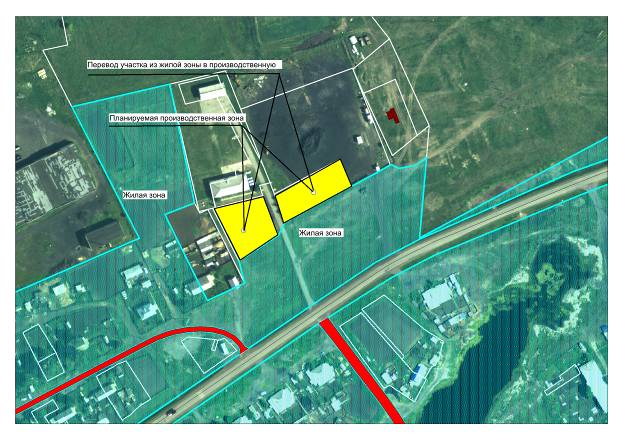 Перевод участка из жилой зоны в производственную
Планируемая производственная зона
Жилая зона
Жилая зона